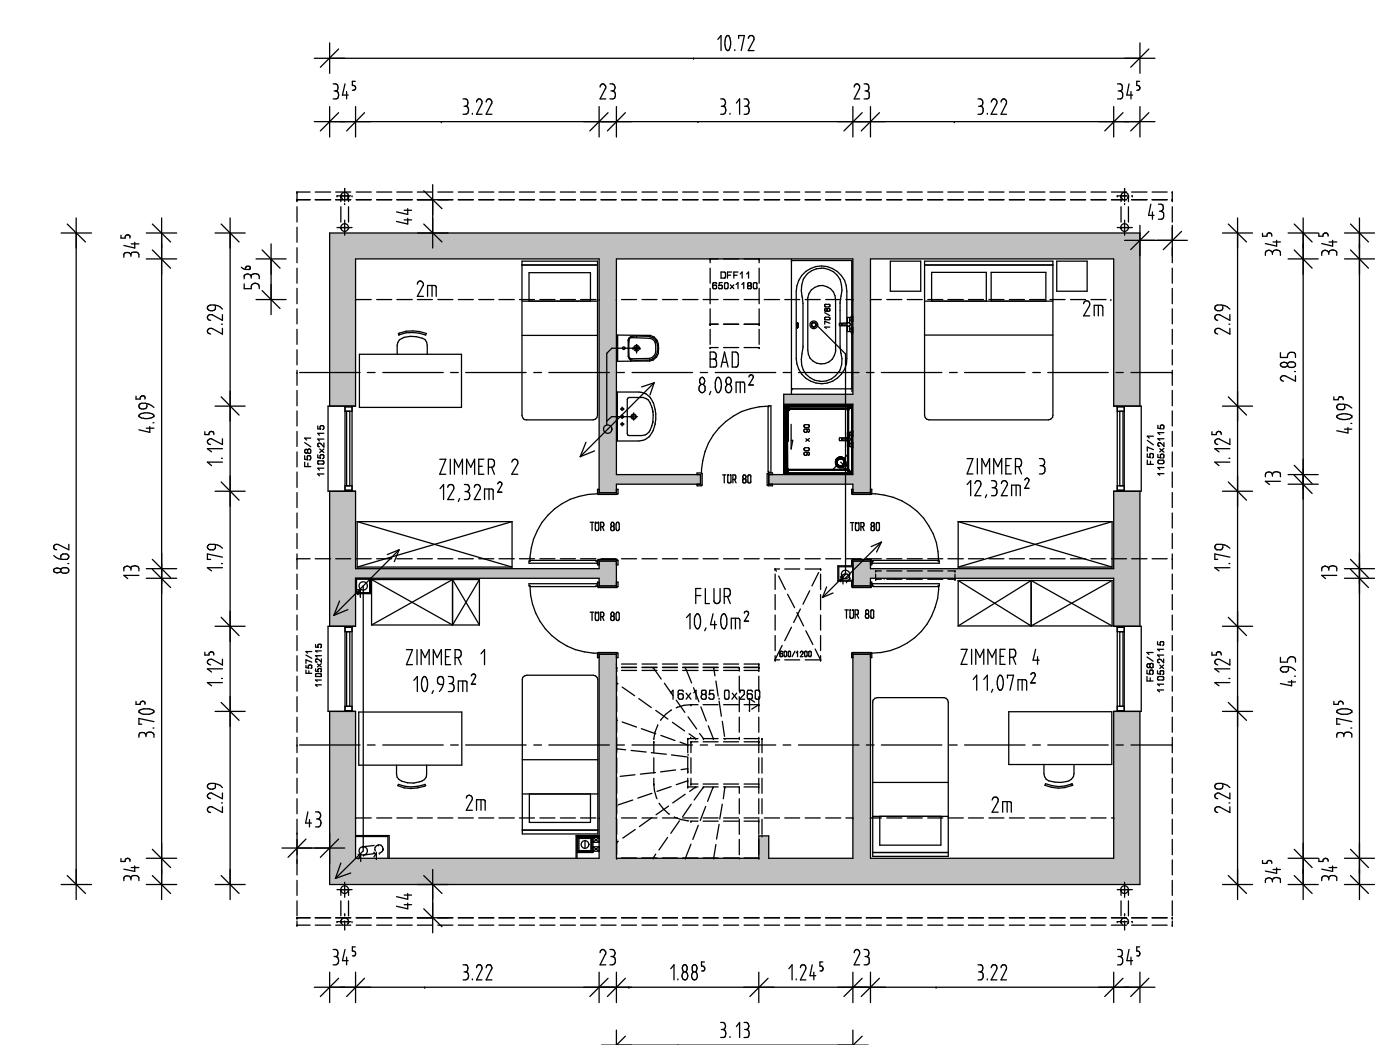 10.72
34⁵ 3.22 23 3.13 23 3.22 34⁵
44
43
34⁵
53⁶
2.29
4.09⁵
1.12⁵
8.62
13
1.79
3.70⁵
1.12⁵
2.29
34⁵
43
44
34⁵ 34⁵
2.29
2.85
4.09⁵
1.12⁵
13
1.79
13
1.12⁵
4.95
3.70⁵
2.29
34⁵ 34⁵
2m
DFF11
650x1180
170/80
2m
BAD
8,08m²
90 x 90
F58/1
1105x2115
F57/1
1105x2115
ZIMMER 2
12,32m²
ZIMMER 3
12,32m²
TÜR 80
TÜR 80
TÜR 80
FLUR
10,40m²
TÜR 80
TÜR 80
600/1200
F57/1
1105x2115
F58/1
1105x2115
ZIMMER 1
10,93m²
ZIMMER 4
11,07m²
16x185.0x260
2m
2m
34⁵ 3.22 23 1.88⁵ 1.24⁵ 23 3.22 34⁵
3.13